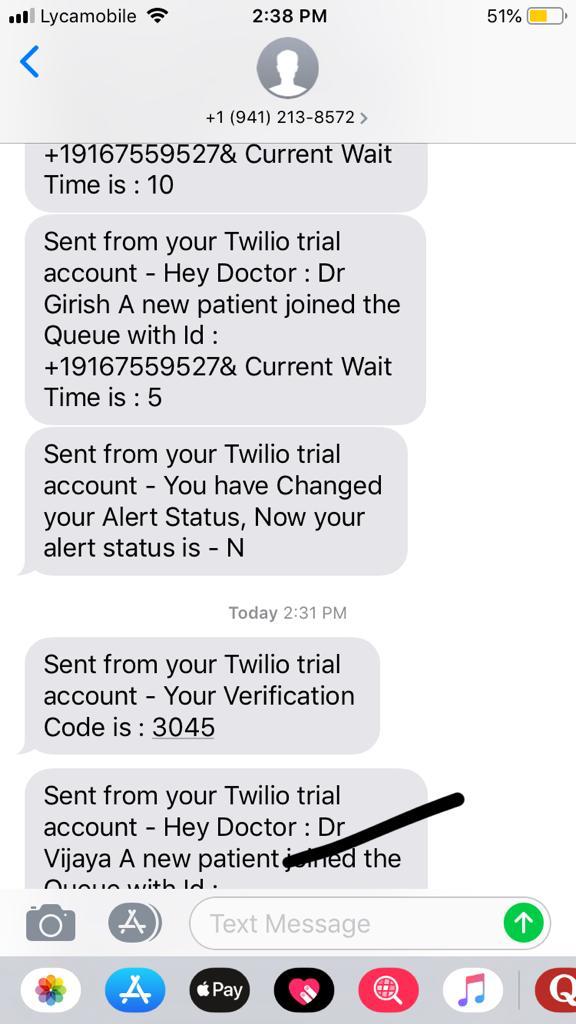 Lycamobile 2:38 PM 51%
+1 (941) 213-8572
+19167559527& Current Wait
Time is : 10
Sent from your Twilio trial
account - Hey Doctor : Dr
Girish A new patient joined the
Queue with Id :
+19167559527& Current Wait
Time is : 5
Sent from your Twilio trial
account - You have Changed
your Alert Status, Now your
alert status is - N
Today 2:31 PM
Sent from your Twilio trial
account - Your Verification
Code is : 3045
Sent from your Twilio trial
account - Hey Doctor : Dr
Vijaya A new patient joined the
Queue with Id :
Text Message
Pay
Q